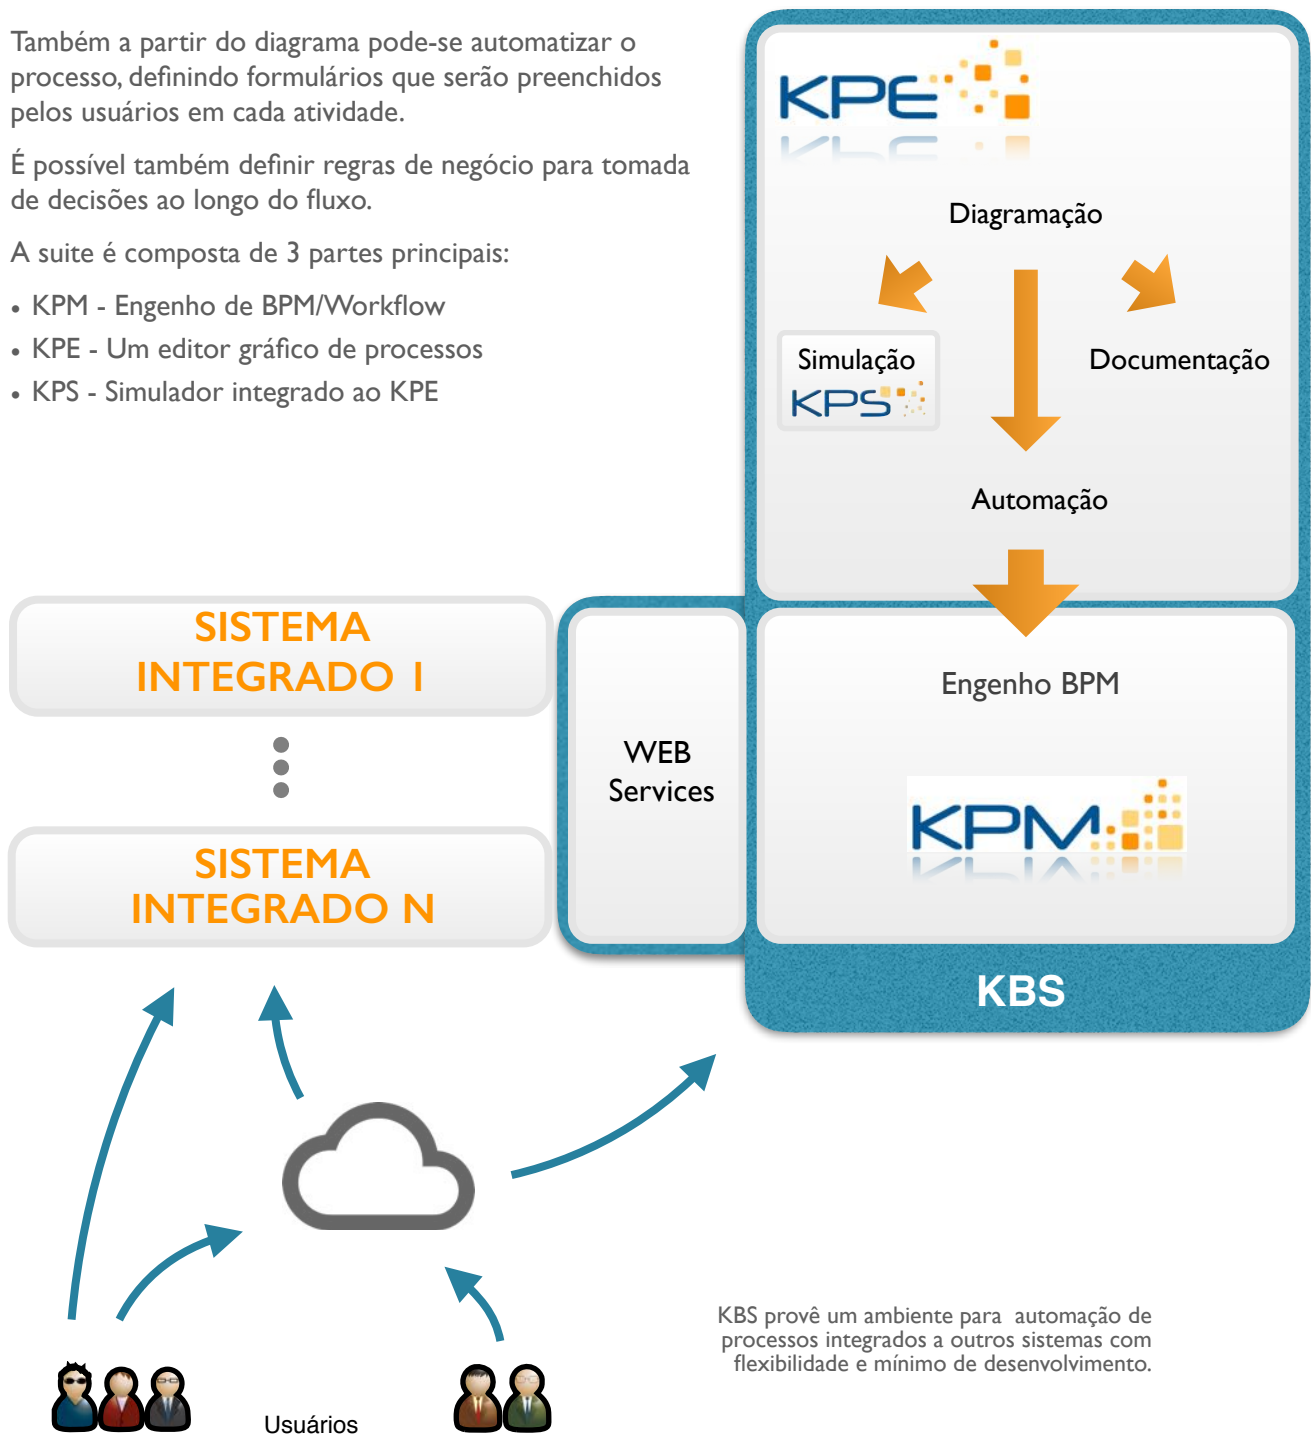 Também a partir do diagrama pode-se automatizar o
processo, definindo formulários que serão preenchidos
pelos usuários em cada atividade.
É possível também definir regras de negócio para tomada
de decisões ao longo do fluxo.
A suite é composta de 3 partes principais:
• KPM - Engenho de BPM/Workflow
• KPE - Um editor gráfico de processos
• KPS - Simulador integrado ao KPE
KPE
Diagramação
Simulação
KPS
Documentação
Automação
SISTEMA
INTEGRADO 1
SISTEMA
INTEGRADO N
WEB
Services
Engenho BPM
KPM
KBS
KBS provê um ambiente para automação de
processos integrados a outros sistemas com
flexibilidade e mínimo de desenvolvimento.
Usuários